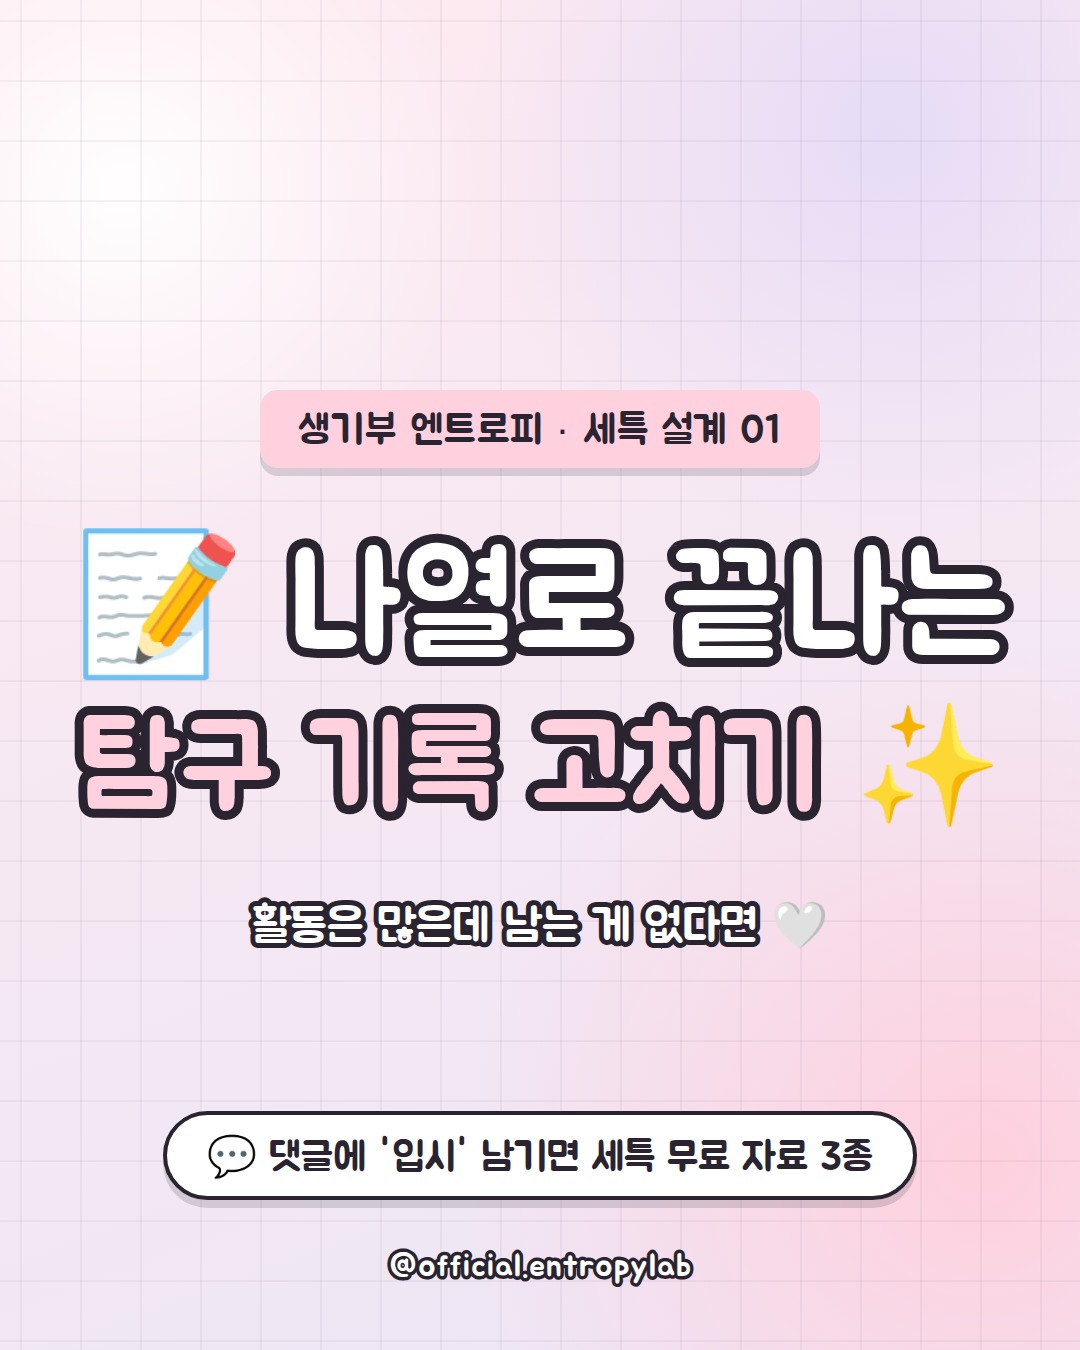 생기부 엔트로피 · 세특 설계 01
📝 나열로 끝나는
탐구 기록 고치기 ✨
활동은 많은데 남는 게 없다면 🤍
💬 댓글에 '입시' 남기면 세특 무료 자료 3종
@official.entropylab